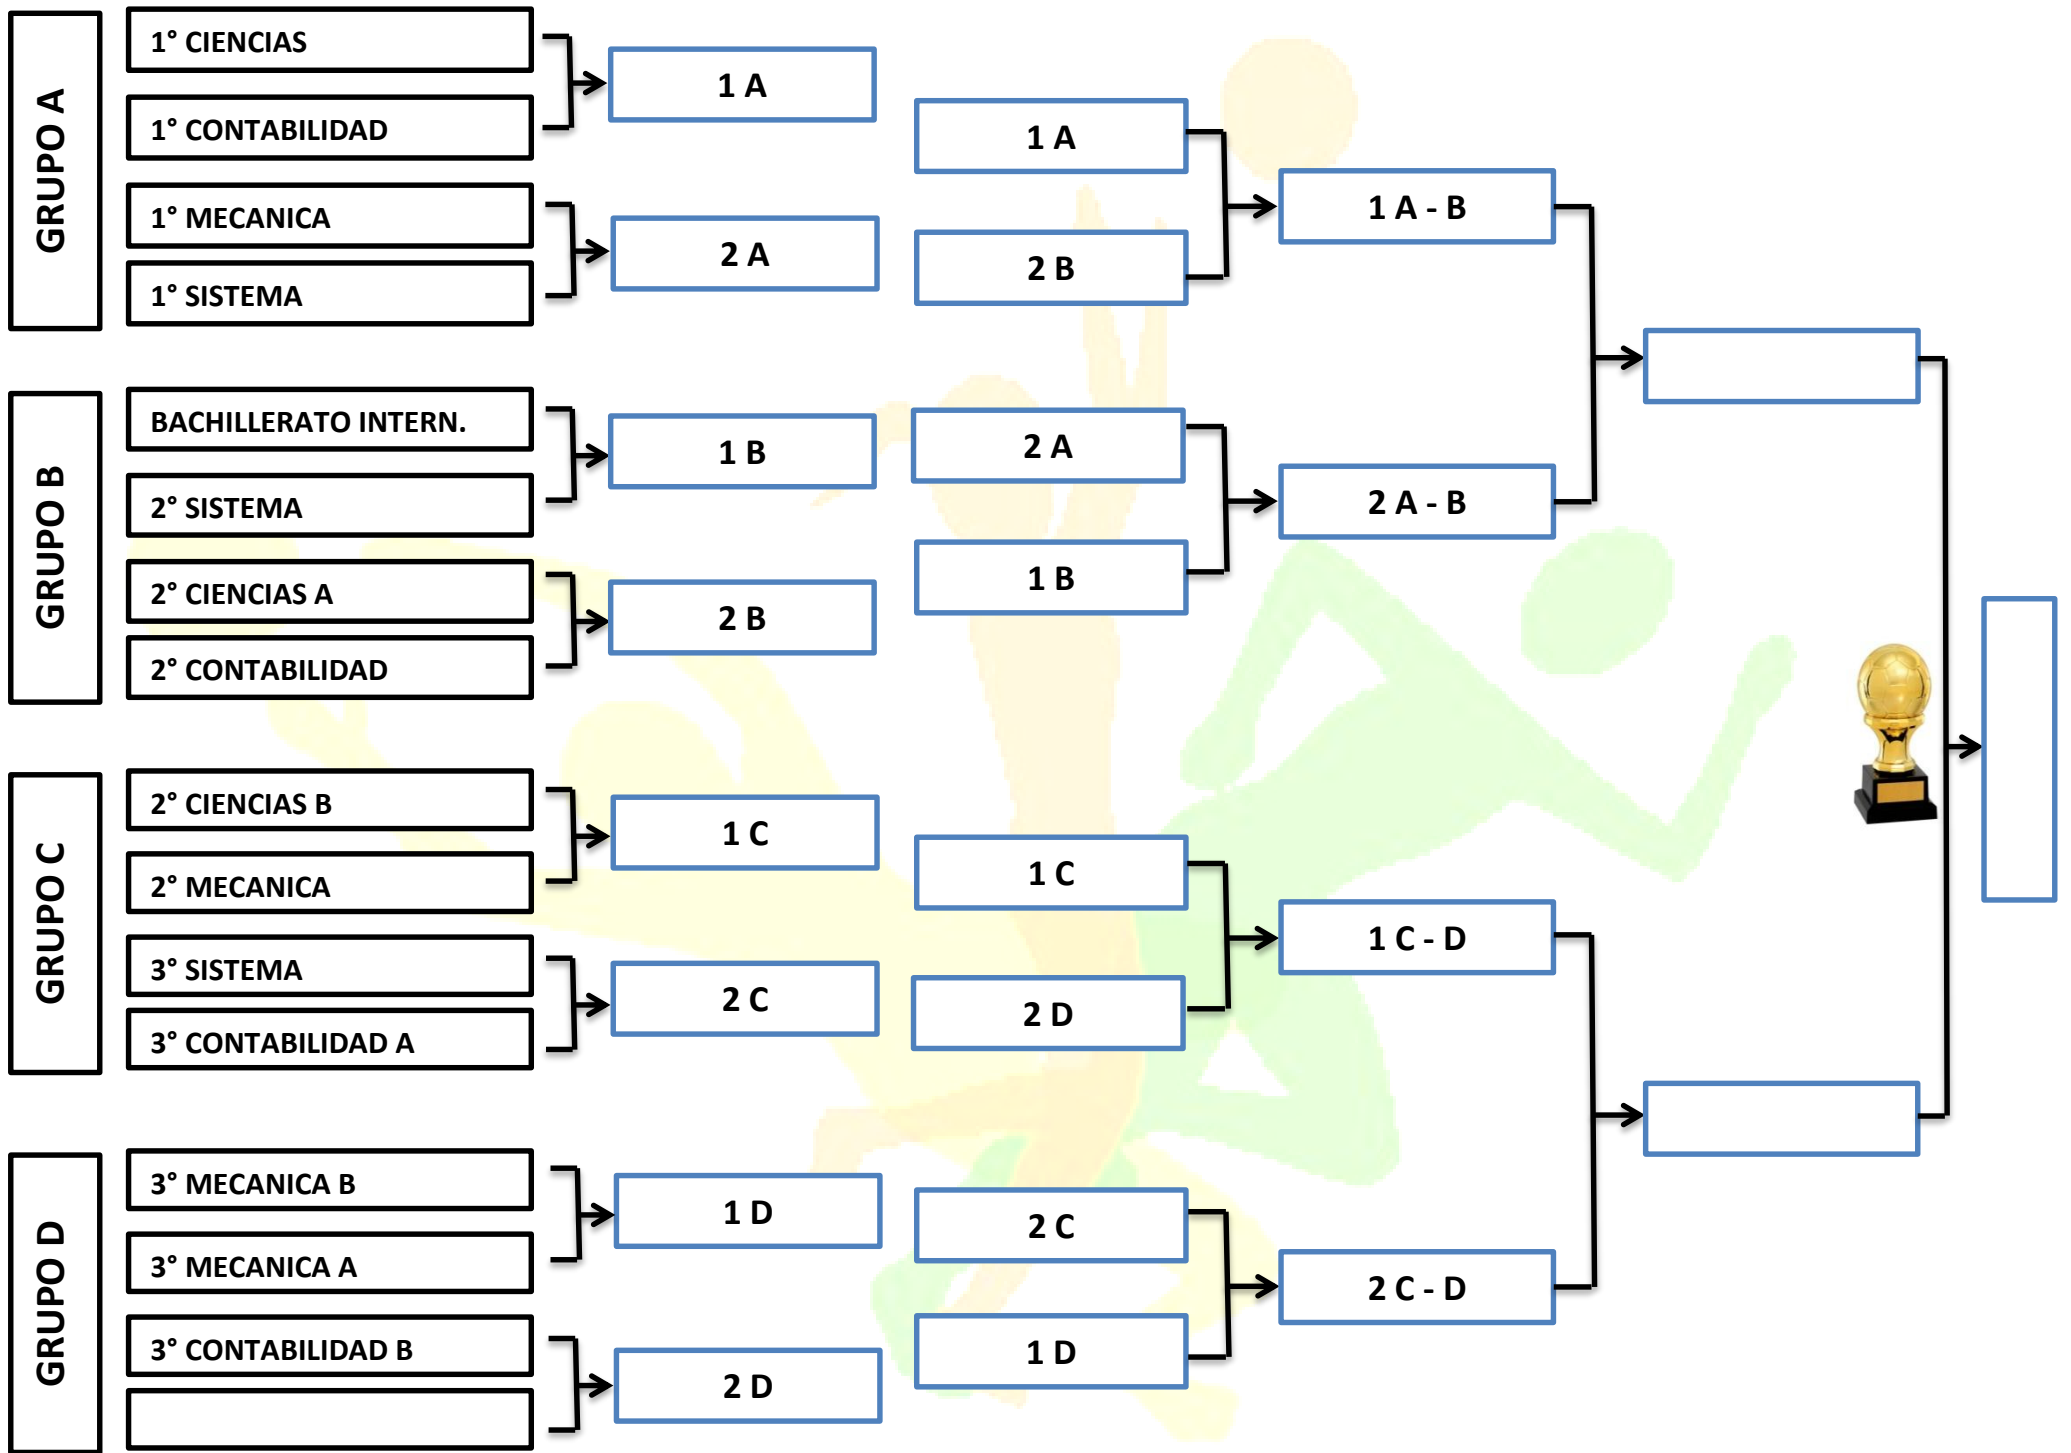 GRUPO A
1° CIENCIAS
1° CONTABILIDAD
1° MECANICA
1° SISTEMA
1 A
2 A
GRUPO B
BACHILLERATO INTERN.
2° SISTEMA
2° CIENCIAS A
2° CONTABILIDAD
1 B
2 B
GRUPO C
2° CIENCIAS B
2° MECANICA
3° SISTEMA
3° CONTABILIDAD A
1 C
2 C
GRUPO D
3° MECANICA B
3° MECANICA A
3° CONTABILIDAD B
1 D
2 D
1 A
2 B
2 A
1 B
1 C
2 D
2 C
1 D
1 A - B
2 A - B
1 C - D
2 C - D